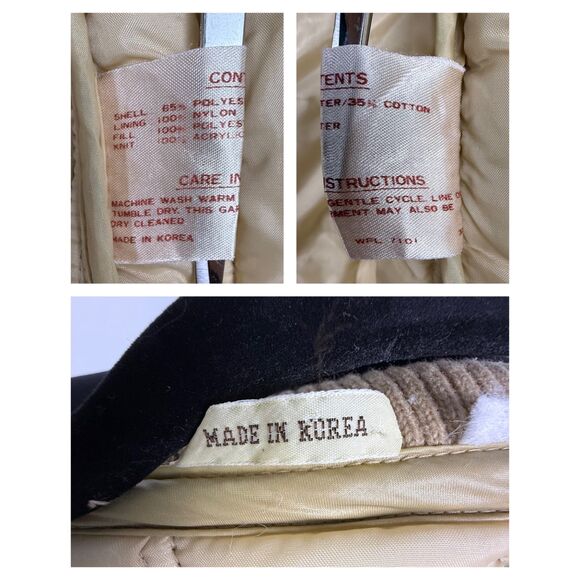 CONT
SHELL 65% POLYES
LINING 100% NYLON
FILL 100% POLYEST
KNIT 100% ACRYLIC
CARE IN
MACHINE WASH WARM
TUMBLE DRY. THIS GAR
DRY CLEANED
MADE IN KOREA
TENTS
TER/35% COTTON
TER
STRUCTIONS
GENTLE CYCLE LINE O
RMENT MAY ALSO BE
WPL 7101
MADE IN KOREA